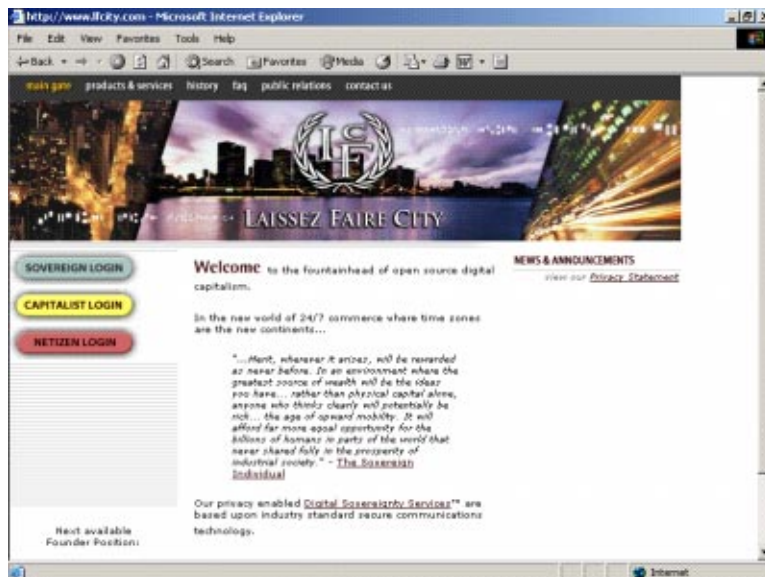 http://www.lfcity.com - Microsoft Internet Explorer
File Edit View Favorites Tools Help
Back Search Favorites Media
main gate products & services history faq public relations contact us
LCF
LAISSEZ FAIRE CITY
SOVEREIGN LOGIN
CAPITALIST LOGIN
NETIZEN LOGIN
Next available
Founder Position:
Welcome to the fountainhead of open source digital
capitalism.
In the new world of 24/7 commerce where time zones
are the new continents...
"...Merit, wherever it arises, will be rewarded
as never before. In an environment where the
greatest source of wealth will be the ideas
you have... rather than physical capital alone,
anyone who thinks clearly will potentially be
rich... the age of upward mobility. It will
afford far more equal opportunity for the
billions of humans in parts of the world that
never shared fully in the prosperity of
industrial society." - The Sovereign
Individual
Our privacy enabled Digital Sovereignty Services™ are
based upon industry standard secure communications
technology.
NEWS & ANNOUNCEMENTS
view our Privacy Statement
Internet